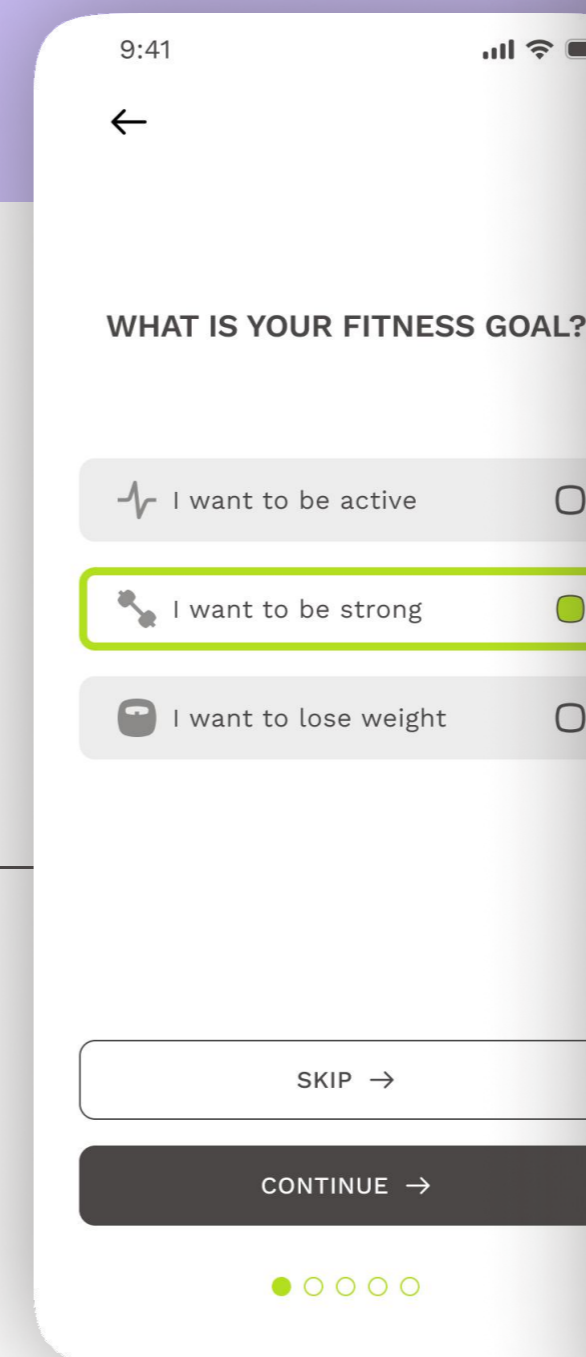 9:41
WHAT IS YOUR FITNESS GOAL?
I want to be active
I want to be strong
I want to lose weight
SKIP →
CONTINUE →